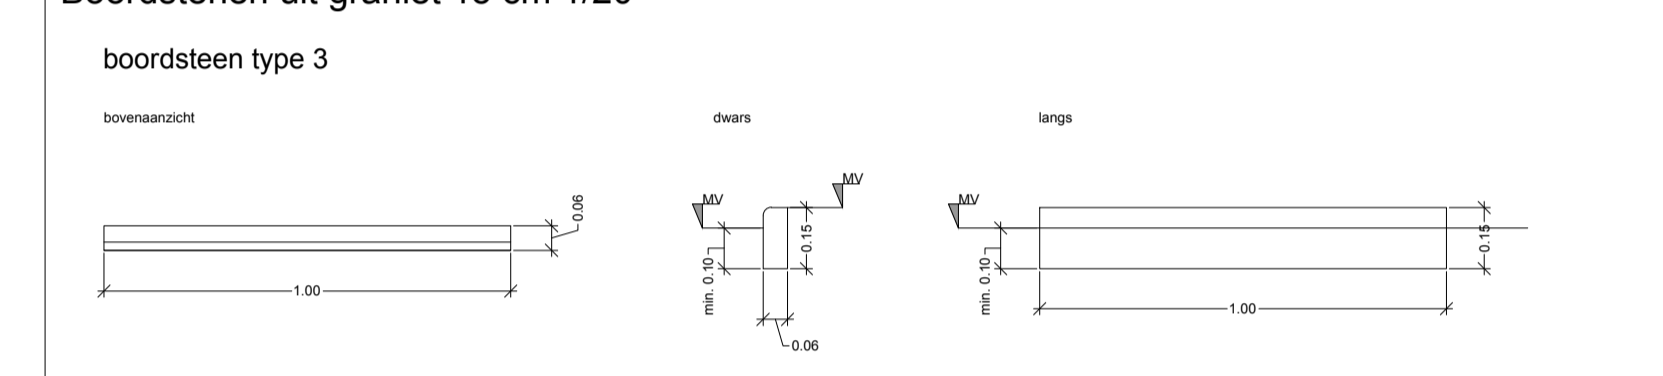 boordsteen type 3
bovenaanzicht
dwars
langs
0.06
1.00
MV
MV
min. 0.10
0.15
0.06
MV
min. 0.10
0.15
1.00